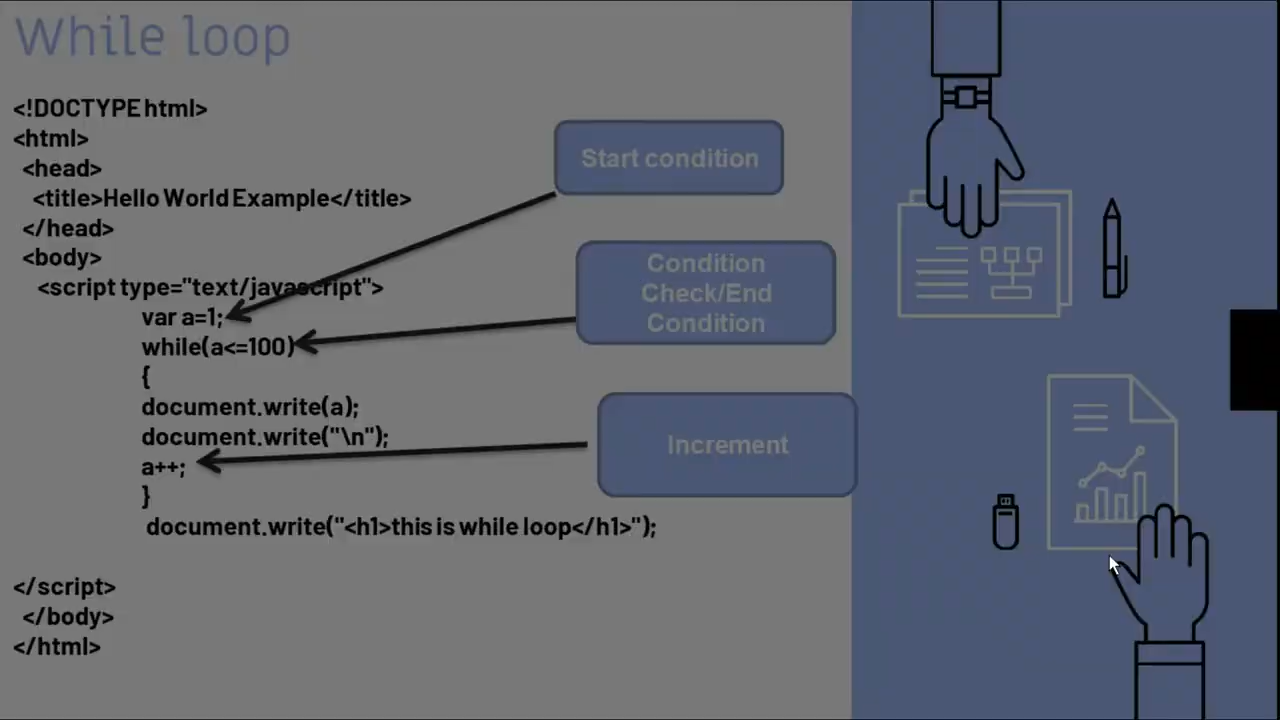 While loop
<!DOCTYPE html>
<html>
<head>
<title>Hello World Example</title>
</head>
<body>
<script type="text/javascript">
var a=1;
while(a<=100)
{
document.write(a);
document.write("\n");
a++;
}
document.write("<h1>this is while loop</h1>");
</script>
</body>
</html>
Start condition
Condition
Check/End
Condition
Increment